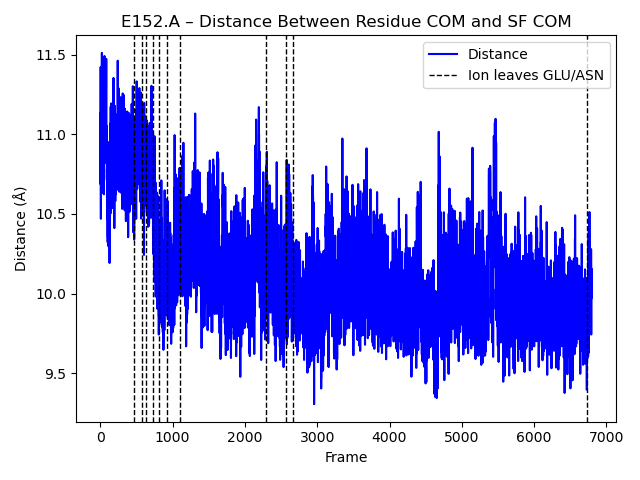 E152.A – Distance Between Residue COM and SF COM
Distance
Ion leaves GLU/ASN
11.5
11.0
10.5
10.0
9.5
Distance (Å)
0 1000 2000 3000 4000 5000 6000 7000
Frame